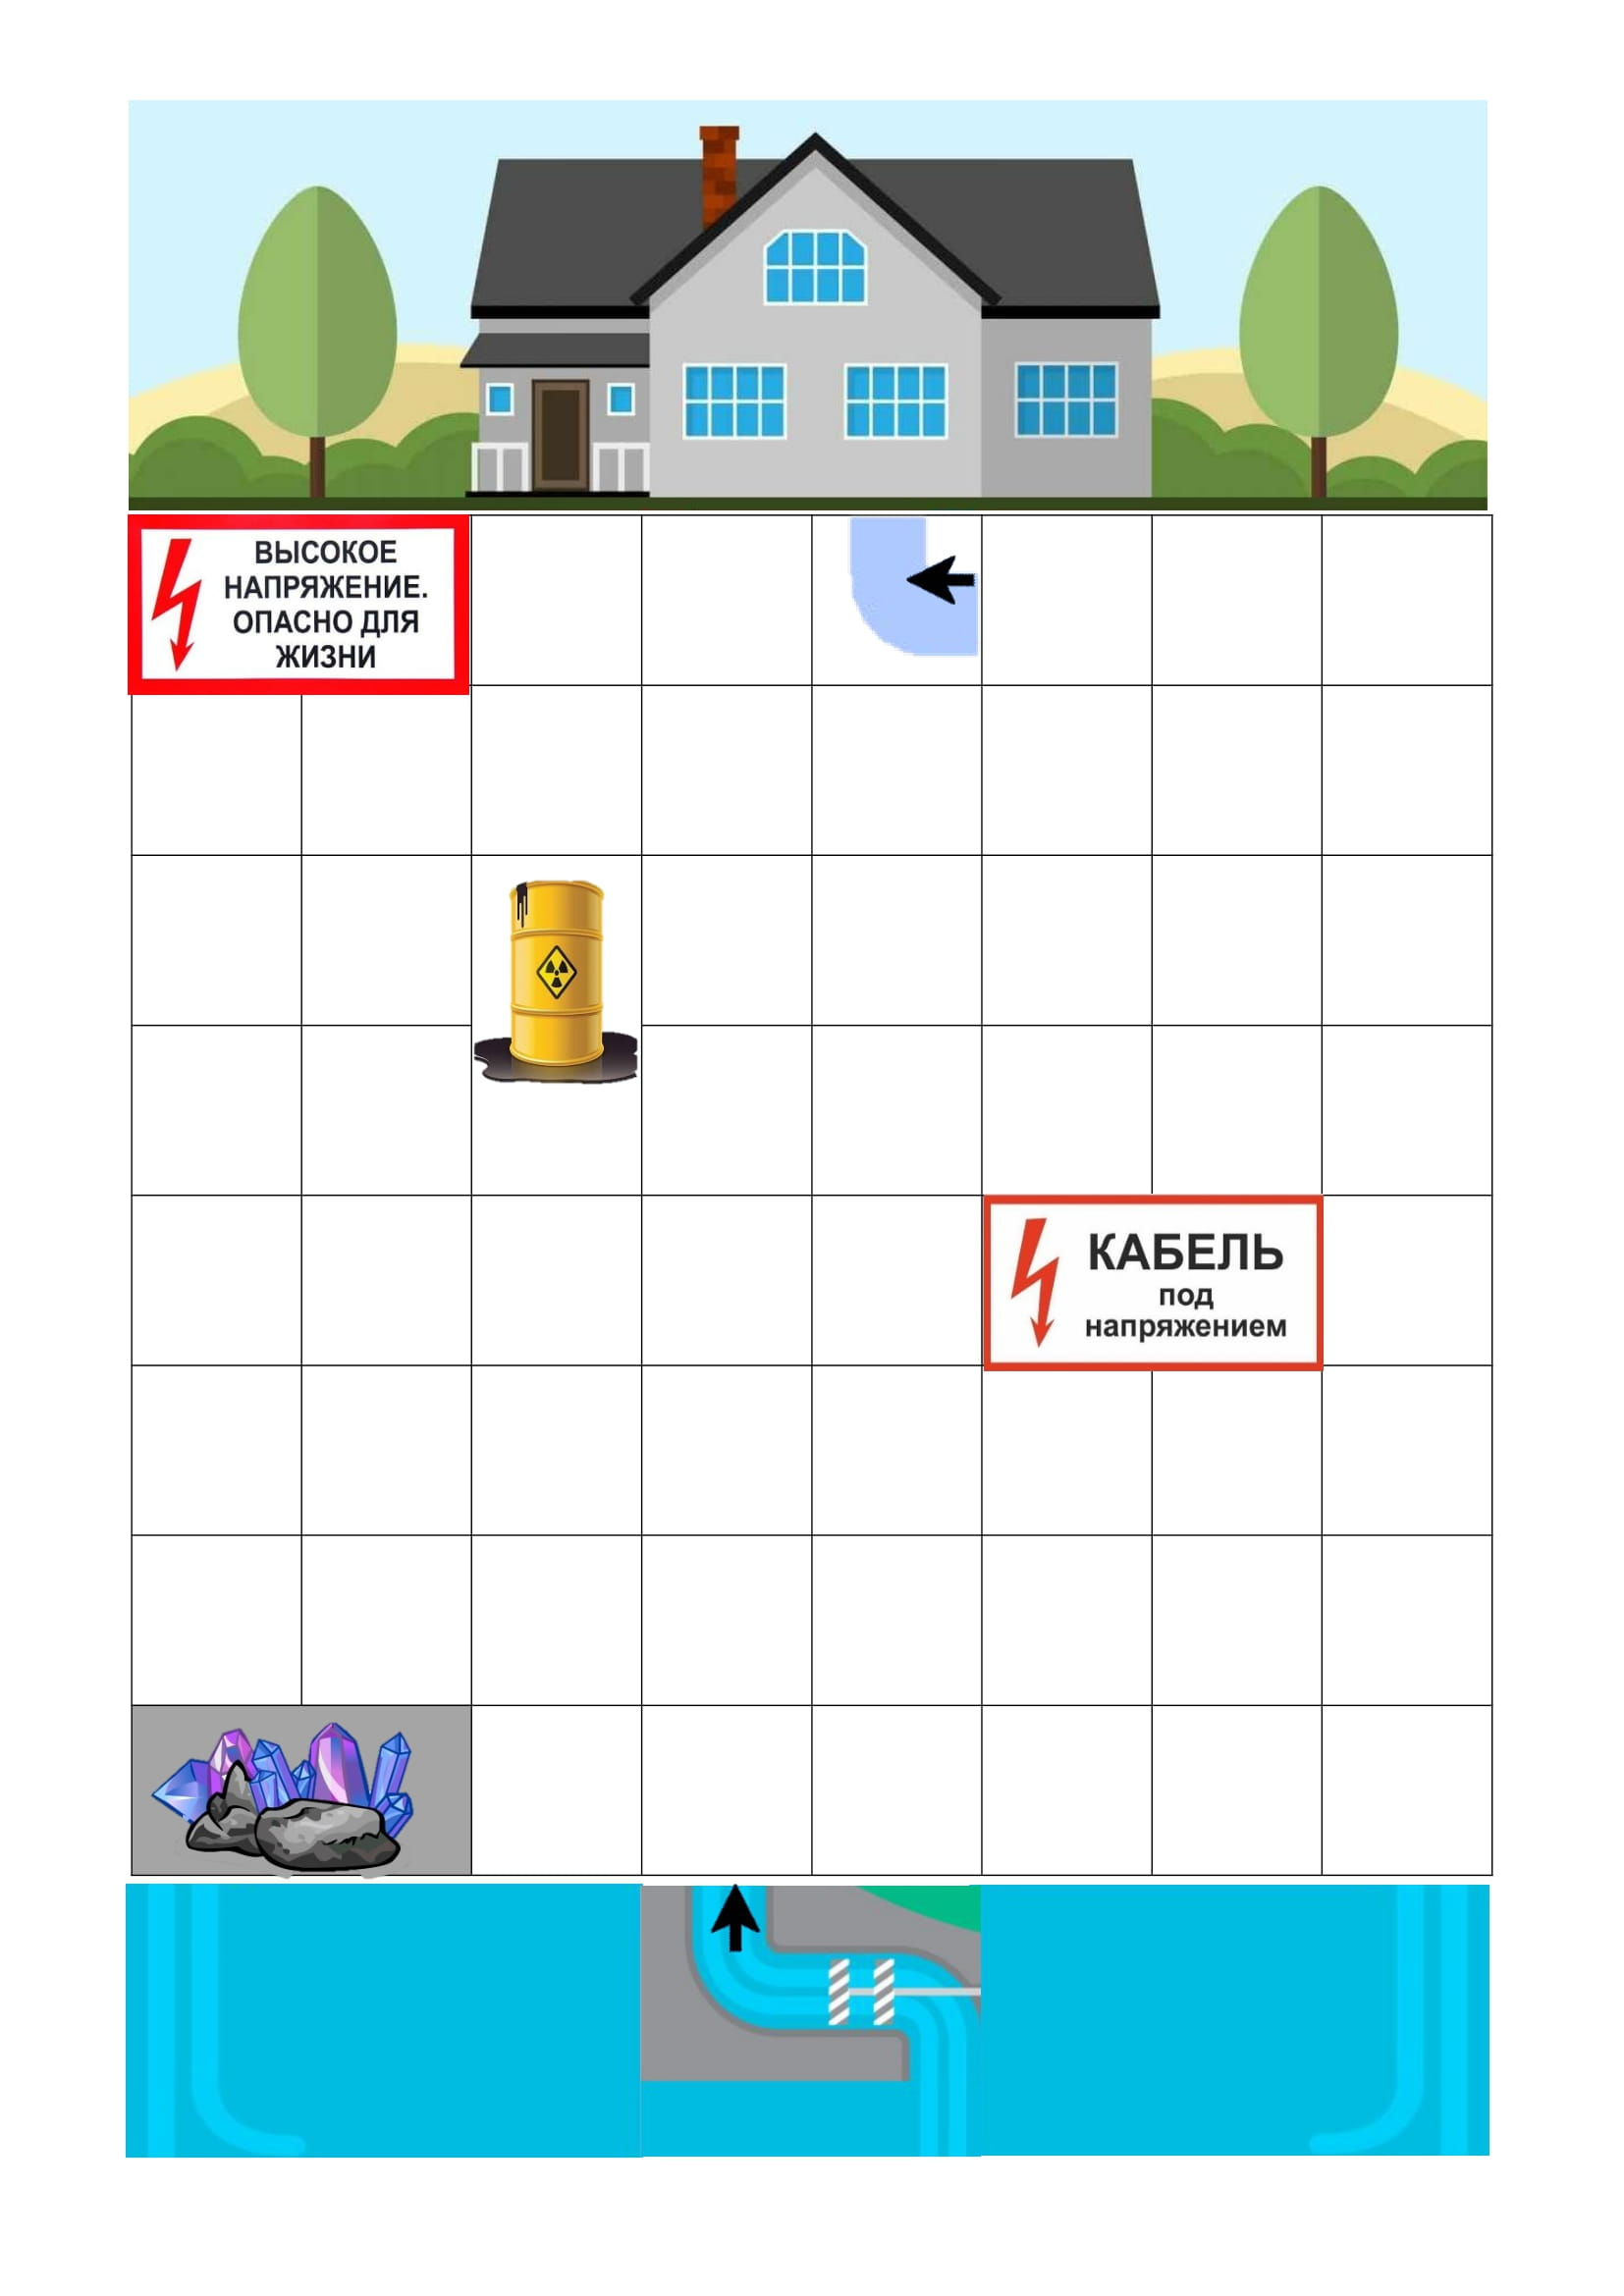 ВЫСОКОЕ
НАПРЯЖЕНИЕ.
ОПАСНО ДЛЯ
ЖИЗНИ
КАБЕЛЬ
под
напряжением